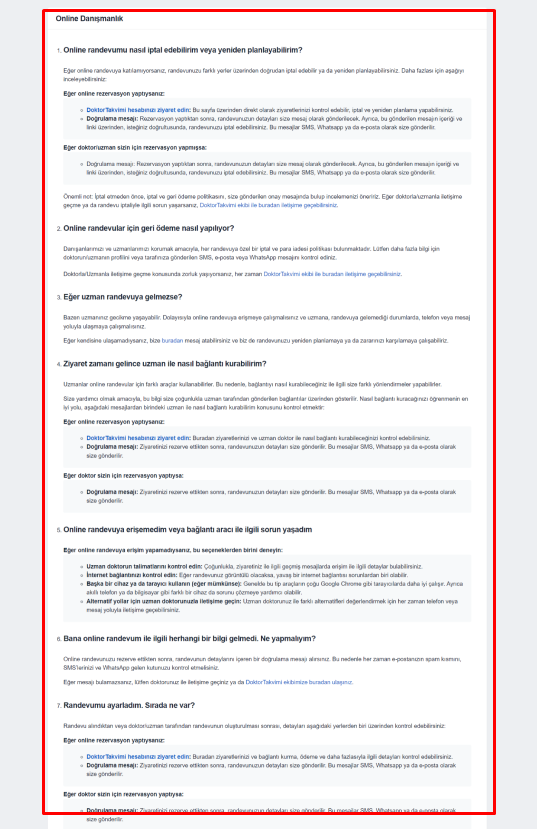 Online Danışmanlık
1. Online randevumu nasıl iptal edebilirim veya yeniden planlayabilirim?
Eğer online randevuya katılamıyorsanız, randevunuzu farklı yerler üzerinden doğrudan iptal edebilir ya da yeniden planlayabilirsiniz. Daha fazlası için aşağıyı
inceleyebilirsiniz:
Eğer online rezervasyon yaptıysanız:
DoktorTakvimi hesabınızı ziyaret edin: Bu sayfa üzerinden direkt olarak ziyaretlerinizi kontrol edebilir, iptal ve yeniden planlama yapabilirsiniz.
Doğrulama mesajı: Rezervasyon yaptıktan sonra, randevunuzun detayları size mesaj olarak gönderilecek. Ayrıca, bu gönderilen mesajın içeriği ve
linki üzerinden, isteğiniz doğrultusunda, randevunuzu iptal edebilirsiniz. Bu mesajlar SMS, Whatsapp ya da e-posta olarak size gönderilir.
Eğer doktor/uzman sizin için rezervasyon yapmışsa:
Doğrulama mesajı: Rezervasyon yaptıktan sonra, randevunuzun detayları size mesaj olarak gönderilecek. Ayrıca, bu gönderilen mesajın içeriği ve
linki üzerinden, isteğiniz doğrultusunda, randevunuzu iptal edebilirsiniz. Bu mesajlar SMS, Whatsapp ya da e-posta olarak size gönderilir.
Önemli not: İptal etmeden önce, iptal ve geri ödeme politikasını, size gönderilen onay mesajında bulup incelemenizi öneririz. Eğer doktorla/uzmanla iletişime
geçme ya da randevu iptaliyle ilgili sorun yaşarsanız, DoktorTakvimi ekibi ile buradan iletişime geçebilirsiniz.
2. Online randevular için geri ödeme nasıl yapılıyor?
Danışanlarımızı ve uzmanlarımızı korumak amacıyla, her randevuya özel bir iptal ve para iadesi politikası bulunmaktadır. Lütfen daha fazla bilgi için
doktorun/uzmanın profilini veya tarafınıza gönderilen SMS, e-posta veya WhatsApp mesajını kontrol ediniz.
Doktorla/Uzmanla iletişime geçme konusunda zorluk yaşıyorsanız, her zaman DoktorTakvimi ekibi ile buradan iletişime geçebilirsiniz.
3. Eğer uzman randevuya gelmezse?
Bazen uzmanınız gecikme yaşayabilir. Dolayısıyla online randevuya erişmeye çalışmalısınız ve uzmana, randevuya gelemediği durumlarda, telefon veya mesaj
yoluyla ulaşmaya çalışmalısınız.
Eğer kendisine ulaşamadıysanız, bize buradan mesaj atabilirsiniz ve biz de randevunuzu yeniden planlamaya ya da zararınızı karşılamaya çalışabiliriz.
4. Ziyaret zamanı gelince uzman ile nasıl bağlantı kurabilirim?
Uzmanlar online randevular için farklı araçlar kullanabilirler. Bu nedenle, bağlantıyı nasıl kurabileceğiniz ile ilgili size farklı yönlendirmeler yapabilirler.
Size yardımcı olmak amacıyla, bu bilgi size çoğunlukla uzman tarafından gönderilen bağlantılar üzerinden gösterilir. Nasıl bağlantı kuracağınızı öğrenmenin en
iyi yolu, aşağıdaki mesajlardan birindeki uzman ile nasıl bağlantı kurabilirim konusunu kontrol etmektir:
Eğer online rezervasyon yaptıysanız:
DoktorTakvimi hesabınızı ziyaret edin: Buradan ziyaretlerinizi ve uzman doktor ile nasıl bağlantı kurabileceğinizi kontrol edebilirsiniz.
Doğrulama mesajı: Ziyaretinizi rezerve ettikten sonra, randevunuzun detayları size gönderilir. Bu mesajlar SMS, Whatsapp ya da e-posta olarak
size gönderilir.
Eğer doktor sizin için rezervasyon yaptıysa:
Doğrulama mesajı: Ziyaretinizi rezerve ettikten sonra, randevunuzun detayları size gönderilir. Bu mesajlar SMS, Whatsapp ya da e-posta olarak
size gönderilir.
5. Online randevuya erişemedim veya bağlantı aracı ile ilgili sorun yaşadım
Eğer online randevuya erişim yapamadıysanız, bu seçeneklerden birini deneyin:
Uzman doktorun talimatlarını kontrol edin: Çoğunlukla, ziyaretiniz ile ilgili geçmiş mesajlarda erişim ile ilgili detaylar bulabilirsiniz.
İnternet bağlantınızı kontrol edin: Eğer randevunuz görüntülü olacaksa, yavaş bir internet bağlantısı sorunlardan biri olabilir.
Başka bir cihaz ya da tarayıcı kullanın (eğer mümkünse): Genelde bu tip araçların çoğu Google Chrome gibi tarayıcılarda daha iyi çalışır. Ayrıca
akıllı telefon ya da bilgisayar gibi farklı bir cihaz da sorunu çözmeye yardımcı olabilir.
Alternatif yollar için uzman doktorunuzla iletişime geçin: Uzman doktorunuz ile farklı alternatifleri değerlendirmek için her zaman telefon veya
mesaj yoluyla iletişime geçebilirsiniz.
6. Bana online randevum ile ilgili herhangi bir bilgi gelmedi. Ne yapmalıyım?
Online randevunuzu rezerve ettikten sonra, randevunun detaylarını içeren bir doğrulama mesajı alırsınız. Bu nedenle her zaman e-postanızın spam kısmını,
SMS'lerinizi ve WhatsApp gelen kutunuzu kontrol etmelisiniz.
Eğer mesajı bulamazsanız, lütfen doktorunuz ile iletişime geçiniz ya da DoktorTakvimi ekibimize buradan ulaşınız.
7. Randevumu ayarladım. Sırada ne var?
Randevu alındıktan veya doktor/uzman tarafından randevunun oluşturulması sonrası, detayları aşağıdaki yerlerden biri üzerinden kontrol edebilirsiniz:
Eğer online rezervasyon yaptıysanız:
DoktorTakvimi hesabınızı ziyaret edin: Buradan ziyaretlerinizi ve bağlantı kurma, ödeme ve daha fazlasıyla ilgili detayları kontrol edebilirsiniz.
Doğrulama mesajı: Ziyaretinizi rezerve ettikten sonra, randevunuzun detayları size gönderilir. Bu mesajlar SMS, Whatsapp ya da e-posta olarak
size gönderilir.
Eğer doktor sizin için rezervasyon yaptıysa:
Doğrulama mesajı: Ziyaretinizi rezerve ettikten sonra, randevunuzun detayları size gönderilir. Bu mesajlar SMS, Whatsapp ya da e-posta olarak
size gönderilir.